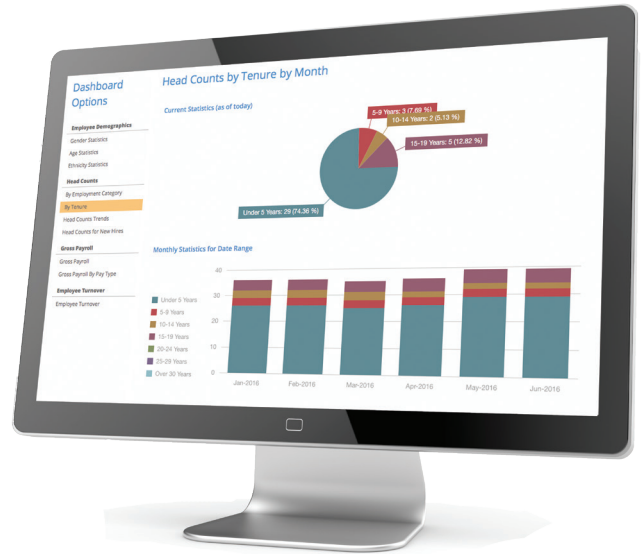 Dashboard
Options
Employee Demographics
Gender Statistics
Age Statistics
Ethnicity Statistics
Head Counts
By Employment Category
By Tenure
Head Counts Trends
Head Counts for New Hires
Gross Payroll
Gross Payroll
Gross Payroll By Pay Type
Employee Turnover
Employee Turnover
Head Counts by Tenure by Month
Current Statistics (as of today)
5-9 Years: 3 (7.69 %)
10-14 Years: 2 (5.13 %)
15-19 Years: 5 (12.82 %)
Under 5 Years: 29 (74.36 %)
Monthly Statistics for Date Range
Under 5 Years
5-9 Years
10-14 Years
15-19 Years
20-24 Years
25-29 Years
Over 30 Years
40
30
20
10
0
Jan-2016
Feb-2016
Mar-2016
Apr-2016
May-2016
Jun-2016